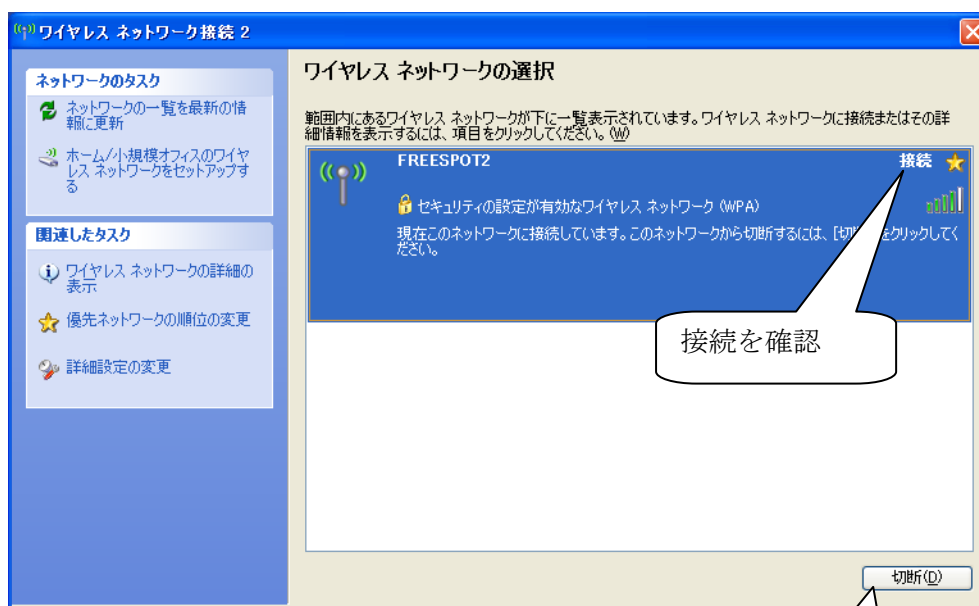 ワイヤレス ネットワーク接続 2
ネットワークのタスク
ネットワークの一覧を最新の情
報に更新
ホーム/小規模オフィスのワイヤ
レス ネットワークをセットアップす
る
関連したタスク
ワイヤレス ネットワークの詳細の
表示
優先ネットワークの順位の変更
詳細設定の変更
ワイヤレス ネットワークの選択
範囲内にあるワイヤレス ネットワークが下に一覧表示されています。ワイヤレス ネットワークに接続またはその詳
細情報を表示するには、項目をクリックしてください。(W)
FREESPOT2
接続
セキュリティの設定が有効なワイヤレス ネットワーク (WPA)
現在このネットワークに接続しています。このネットワークから切断するには、[切 をクリックしてく
ださい。
接続を確認
切断(D)